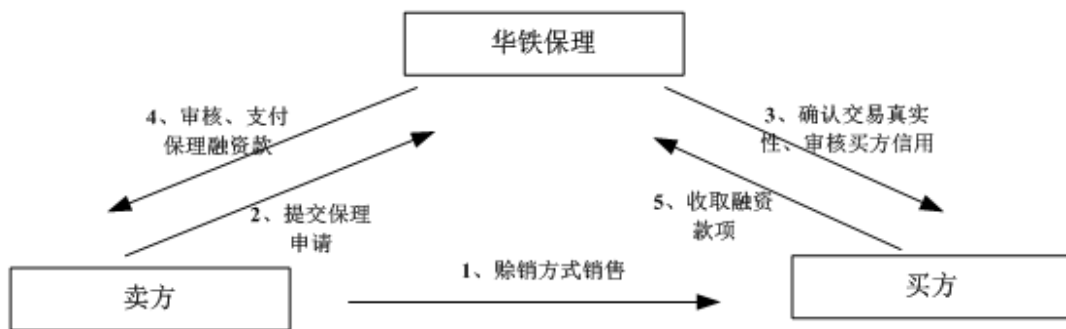 华铁保理
4、审核、支付
保理融资款
3、确认交易真实
性、审核买方信用
2、提交保理
申请
5、收取融资
款项
1、赊销方式销售
卖方
买方